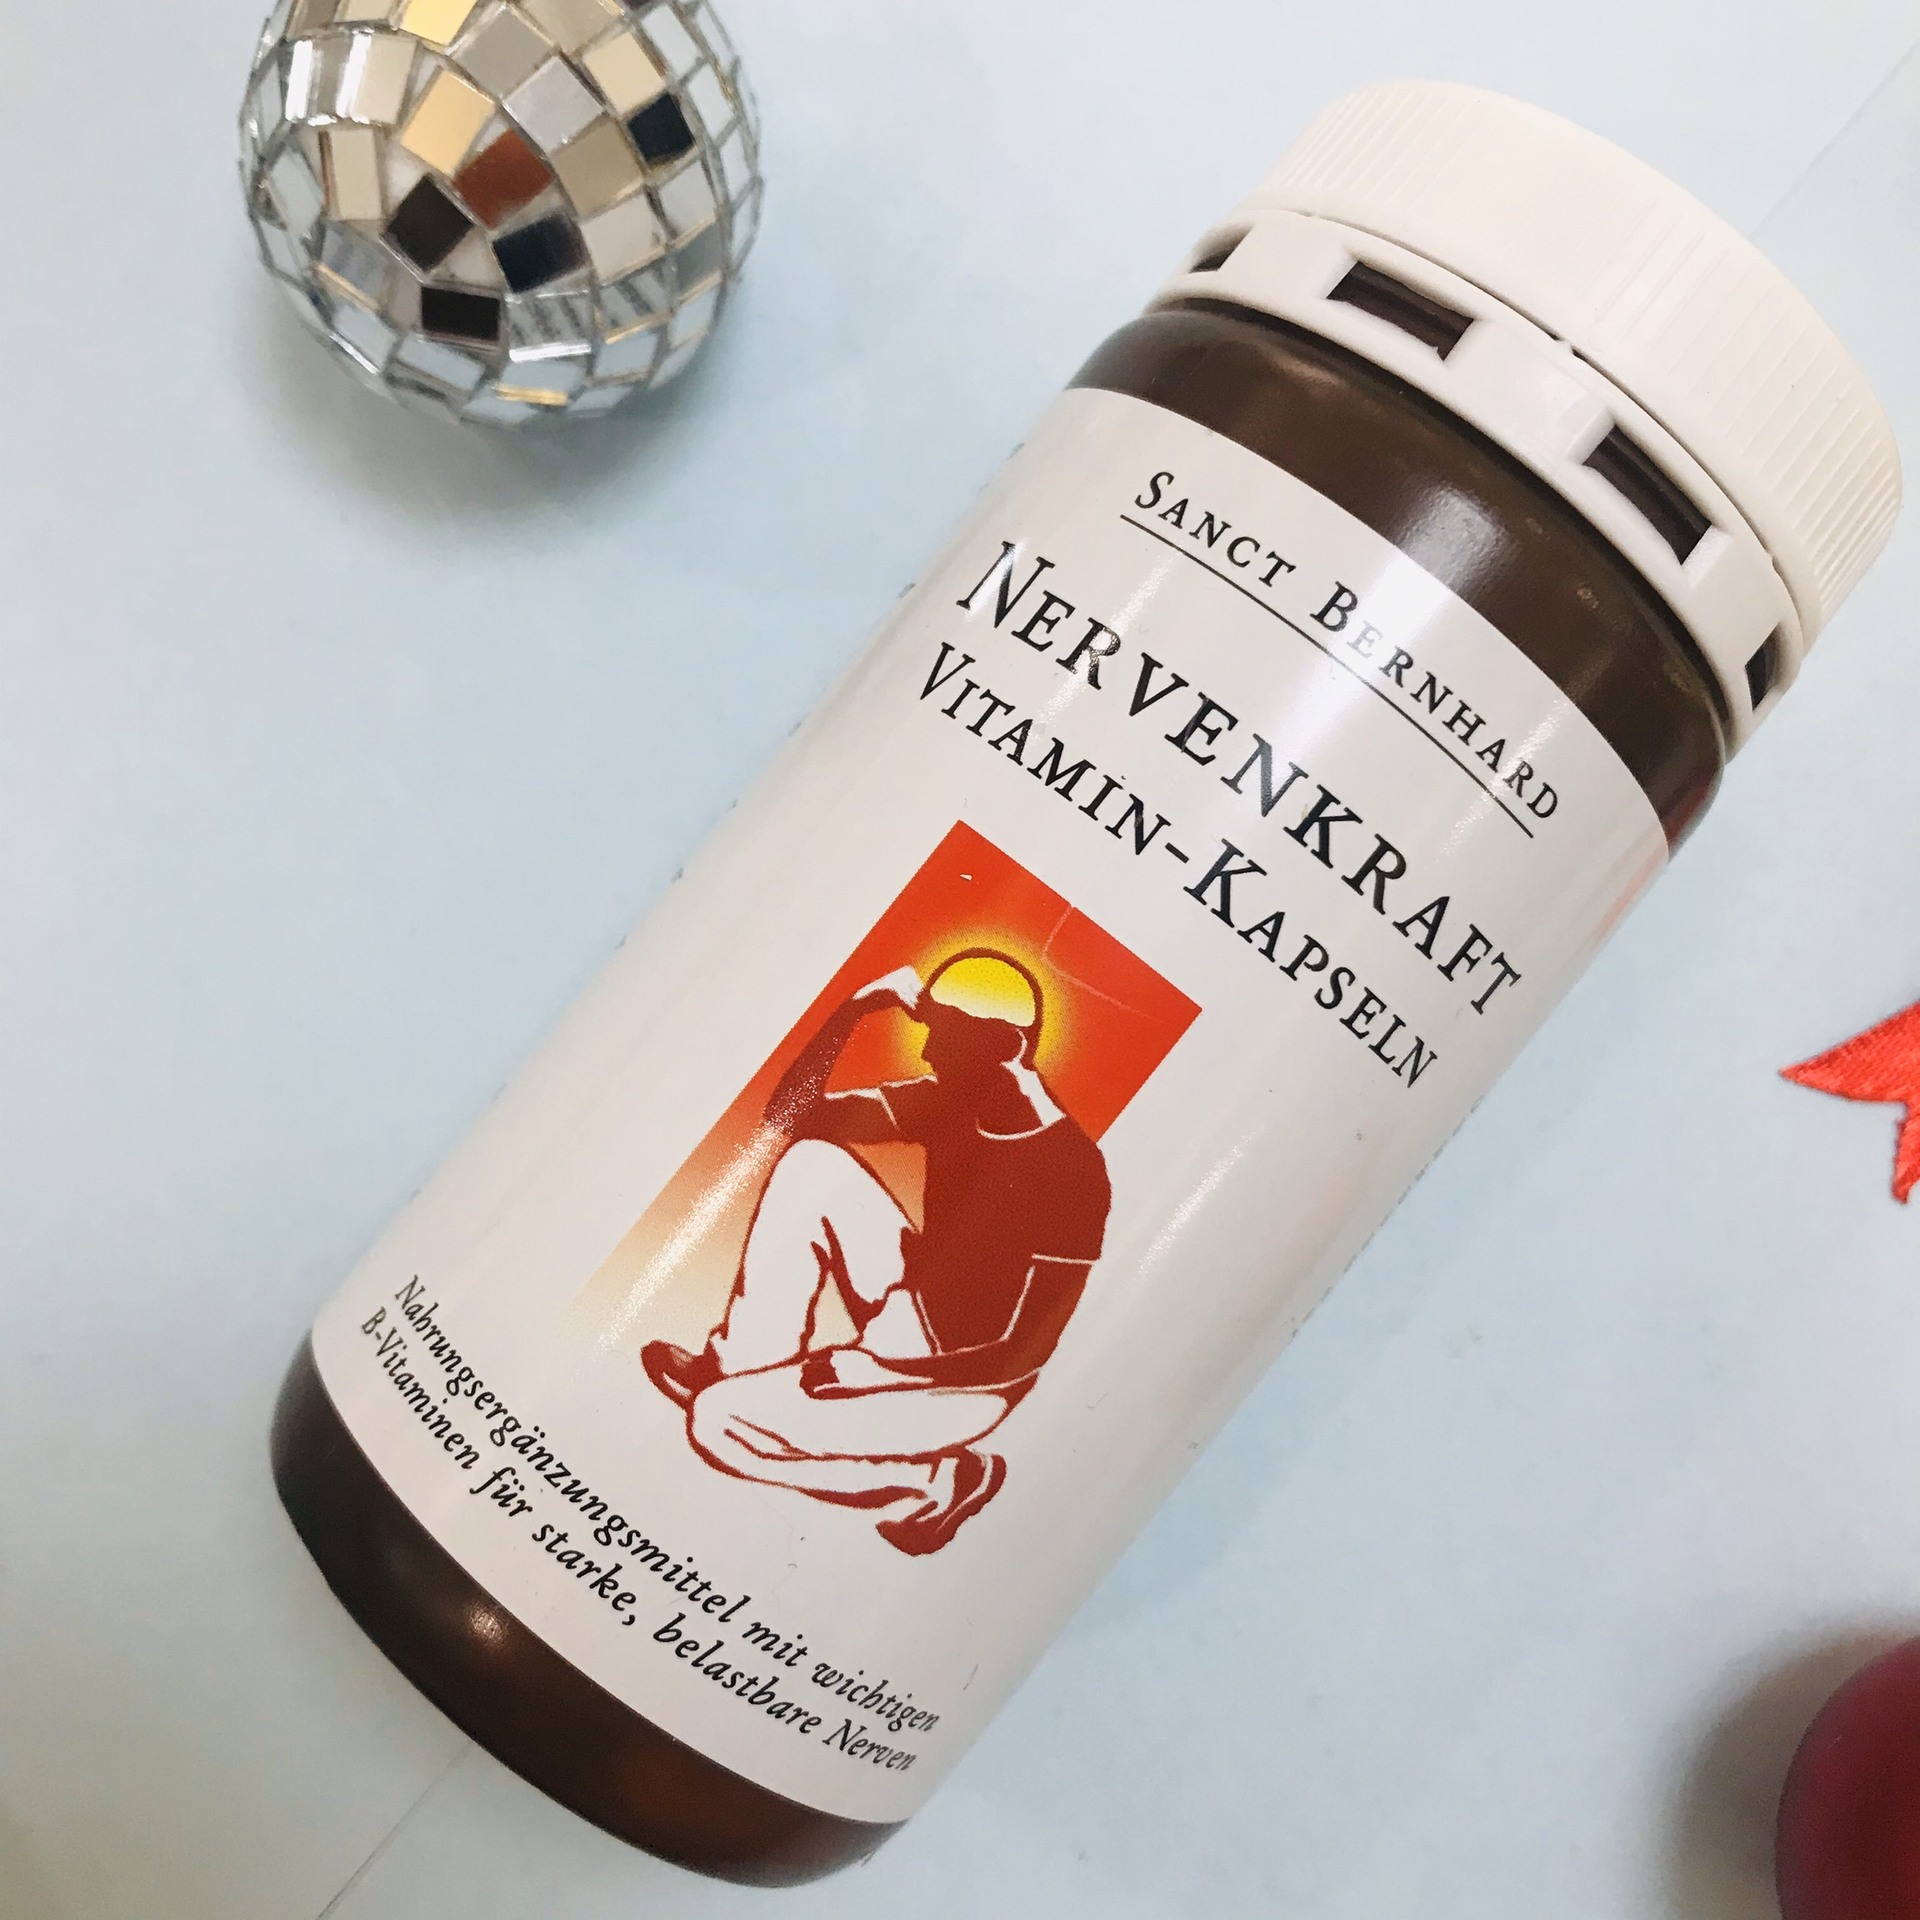 SANCT BERNHARD
NERVENKRAFT
VITAMIN-KAPSELN
Nahrungsergänzungsmittel mit wichtigen
B-Vitaminen für starke, belastbare Nerven